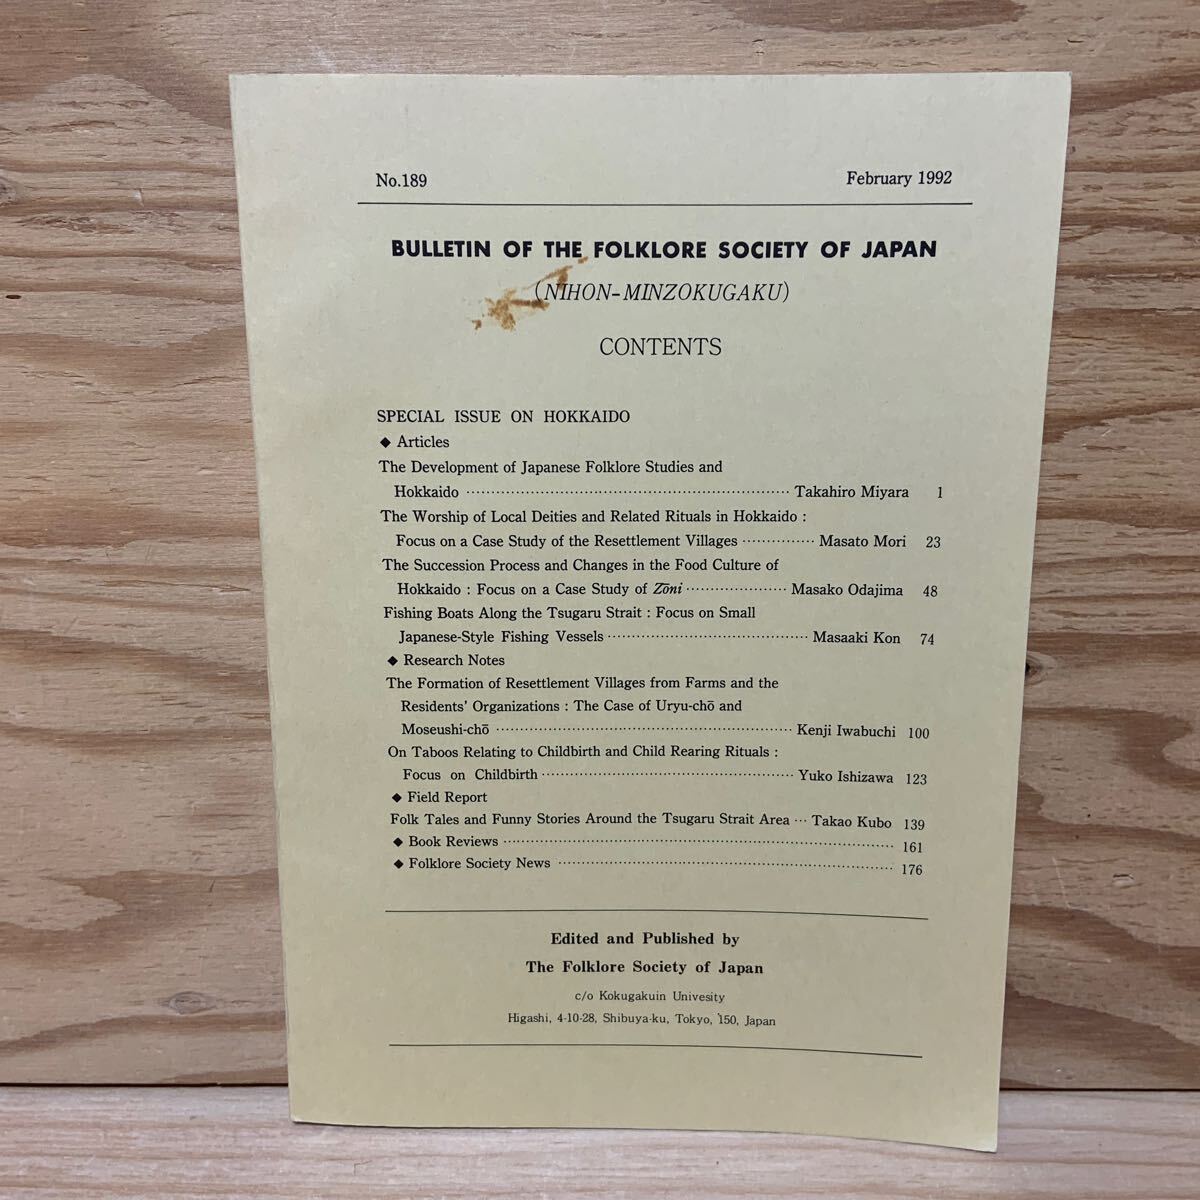 No.189 February 1992
BULLETIN OF THE FOLKLORE SOCIETY OF JAPAN
(NIHON-MINZOKUGAKU)
CONTENTS
SPECIAL ISSUE ON HOKKAIDO
◆ Articles
The Development of Japanese Folklore Studies and
Hokkaido ································ Takahiro Miyara 1
The Worship of Local Deities and Related Rituals in Hokkaido :
Focus on a Case Study of the Resettlement Villages ··············· Masato Mori 23
The Succession Process and Changes in the Food Culture of
Hokkaido : Focus on a Case Study of Zōni ···················· Masako Odajima 48
Fishing Boats Along the Tsugaru Strait : Focus on Small
Japanese-Style Fishing Vessels ································ Masaaki Kon 74
◆ Research Notes
The Formation of Resettlement Villages from Farms and the
Residents' Organizations : The Case of Uryu-chō and
Moseushi-chō ································ Kenji Iwabuchi 100
On Taboos Relating to Childbirth and Child Rearing Rituals :
Focus on Childbirth ································ Yuko Ishizawa 123
◆ Field Report
Folk Tales and Funny Stories Around the Tsugaru Strait Area ··· Takao Kubo 139
◆ Book Reviews ································ 161
◆ Folklore Society News ································ 176
Edited and Published by
The Folklore Society of Japan
c/o Kokugakuin Univesity
Higashi, 4-10-28, Shibuya-ku, Tokyo, 150, Japan